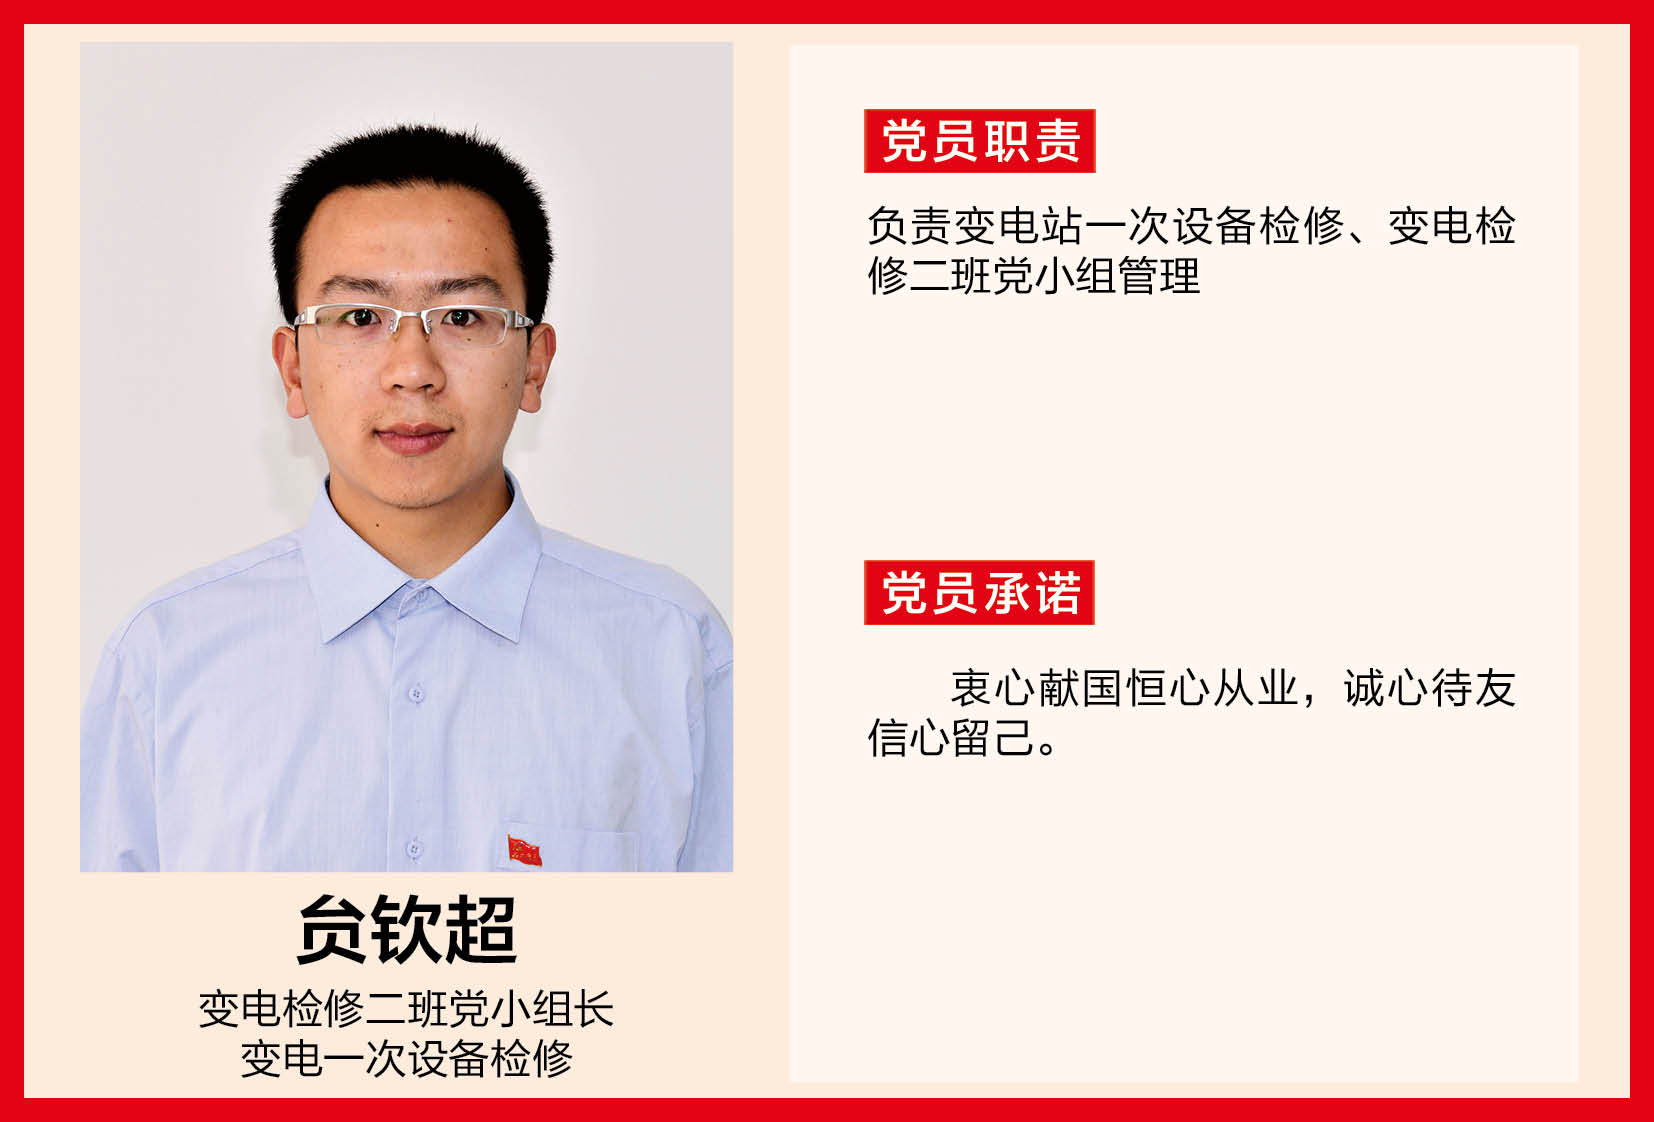 贠钦超
变电检修二班党小组长
变电一次设备检修
党员职责
负责变电站一次设备检修、变电检
修二班党小组管理
党员承诺
衷心献国恒心从业，诚心待友
信心留己。